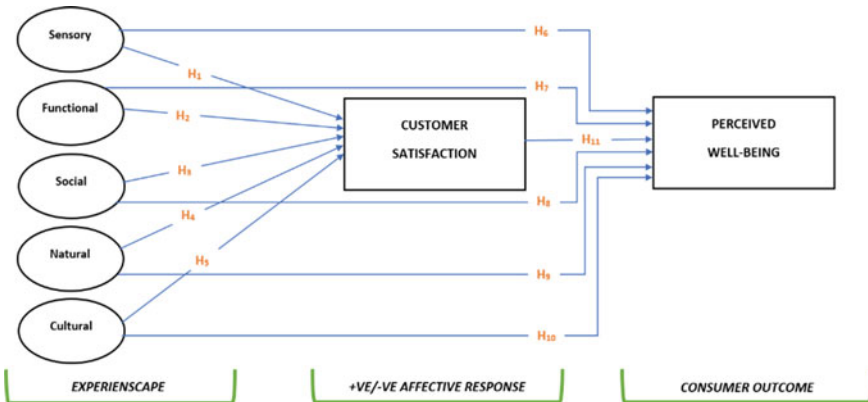 Sensory
H6
H1
Functional
H7
H2
CUSTOMER
SATISFACTION
PERCEIVED
WELL-BEING
H11
H3
Social
H8
H4
Natural
H5
H9
Cultural
H10
EXPERIENSCAPE
+VE/-VE AFFECTIVE RESPONSE
CONSUMER OUTCOME